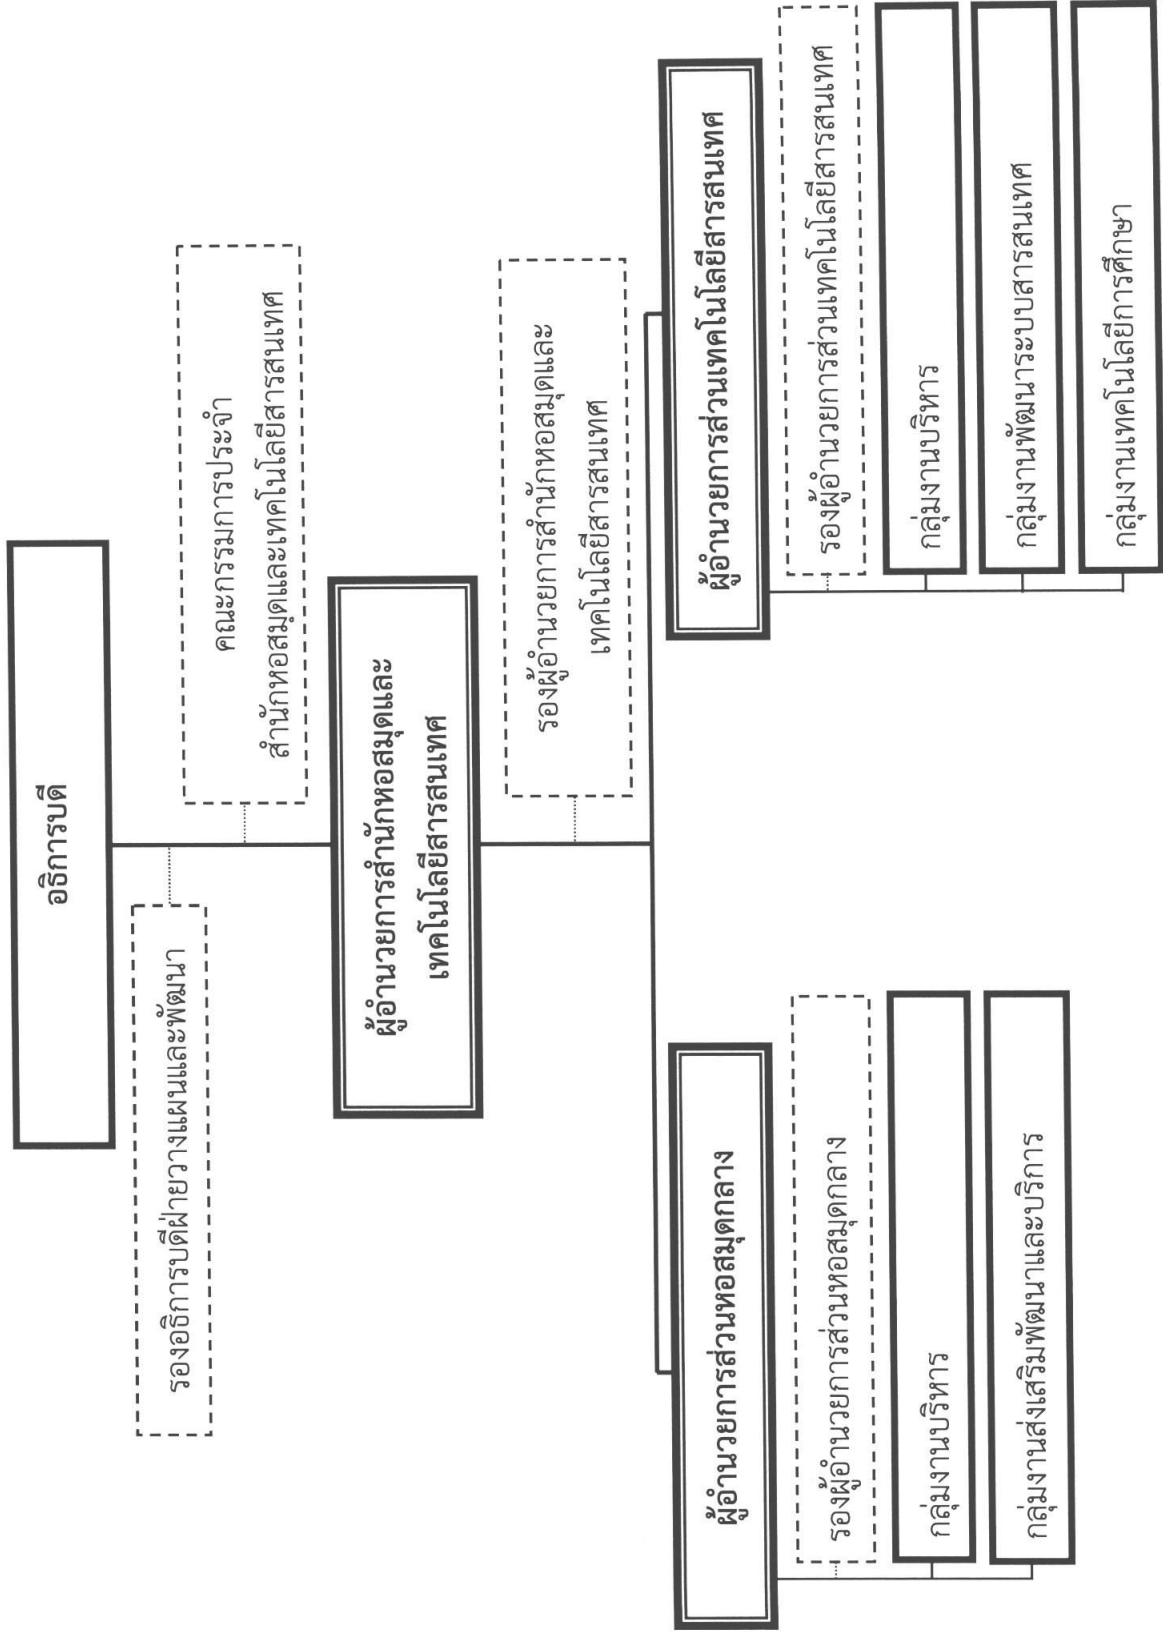 อธิการบดี
รองอธิการบดีฝ่ายวางแผนและพัฒนา
คณะกรรมการประจำ
สำนักหอสมุดและเทคโนโลยีสารสนเทศ
ผู้อำนวยการสำนักหอสมุดและ
เทคโนโลยีสารสนเทศ
รองผู้อำนวยการสำนักหอสมุดและ
เทคโนโลยีสารสนเทศ
ผู้อำนวยการส่วนหอสมุดกลาง
รองผู้อำนวยการส่วนหอสมุดกลาง
กลุ่มงานบริหาร
กลุ่มงานส่งเสริมพัฒนาและบริการ
ผู้อำนวยการส่วนเทคโนโลยีสารสนเทศ
รองผู้อำนวยการส่วนเทคโนโลยีสารสนเทศ
กลุ่มงานบริหาร
กลุ่มงานพัฒนาระบบสารสนเทศ
กลุ่มงานเทคโนโลยีการศึกษา